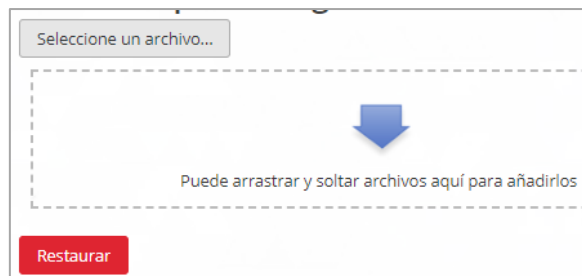 Seleccione un archivo...
Puede arrastrar y soltar archivos aquí para añadirlos
Restaurar